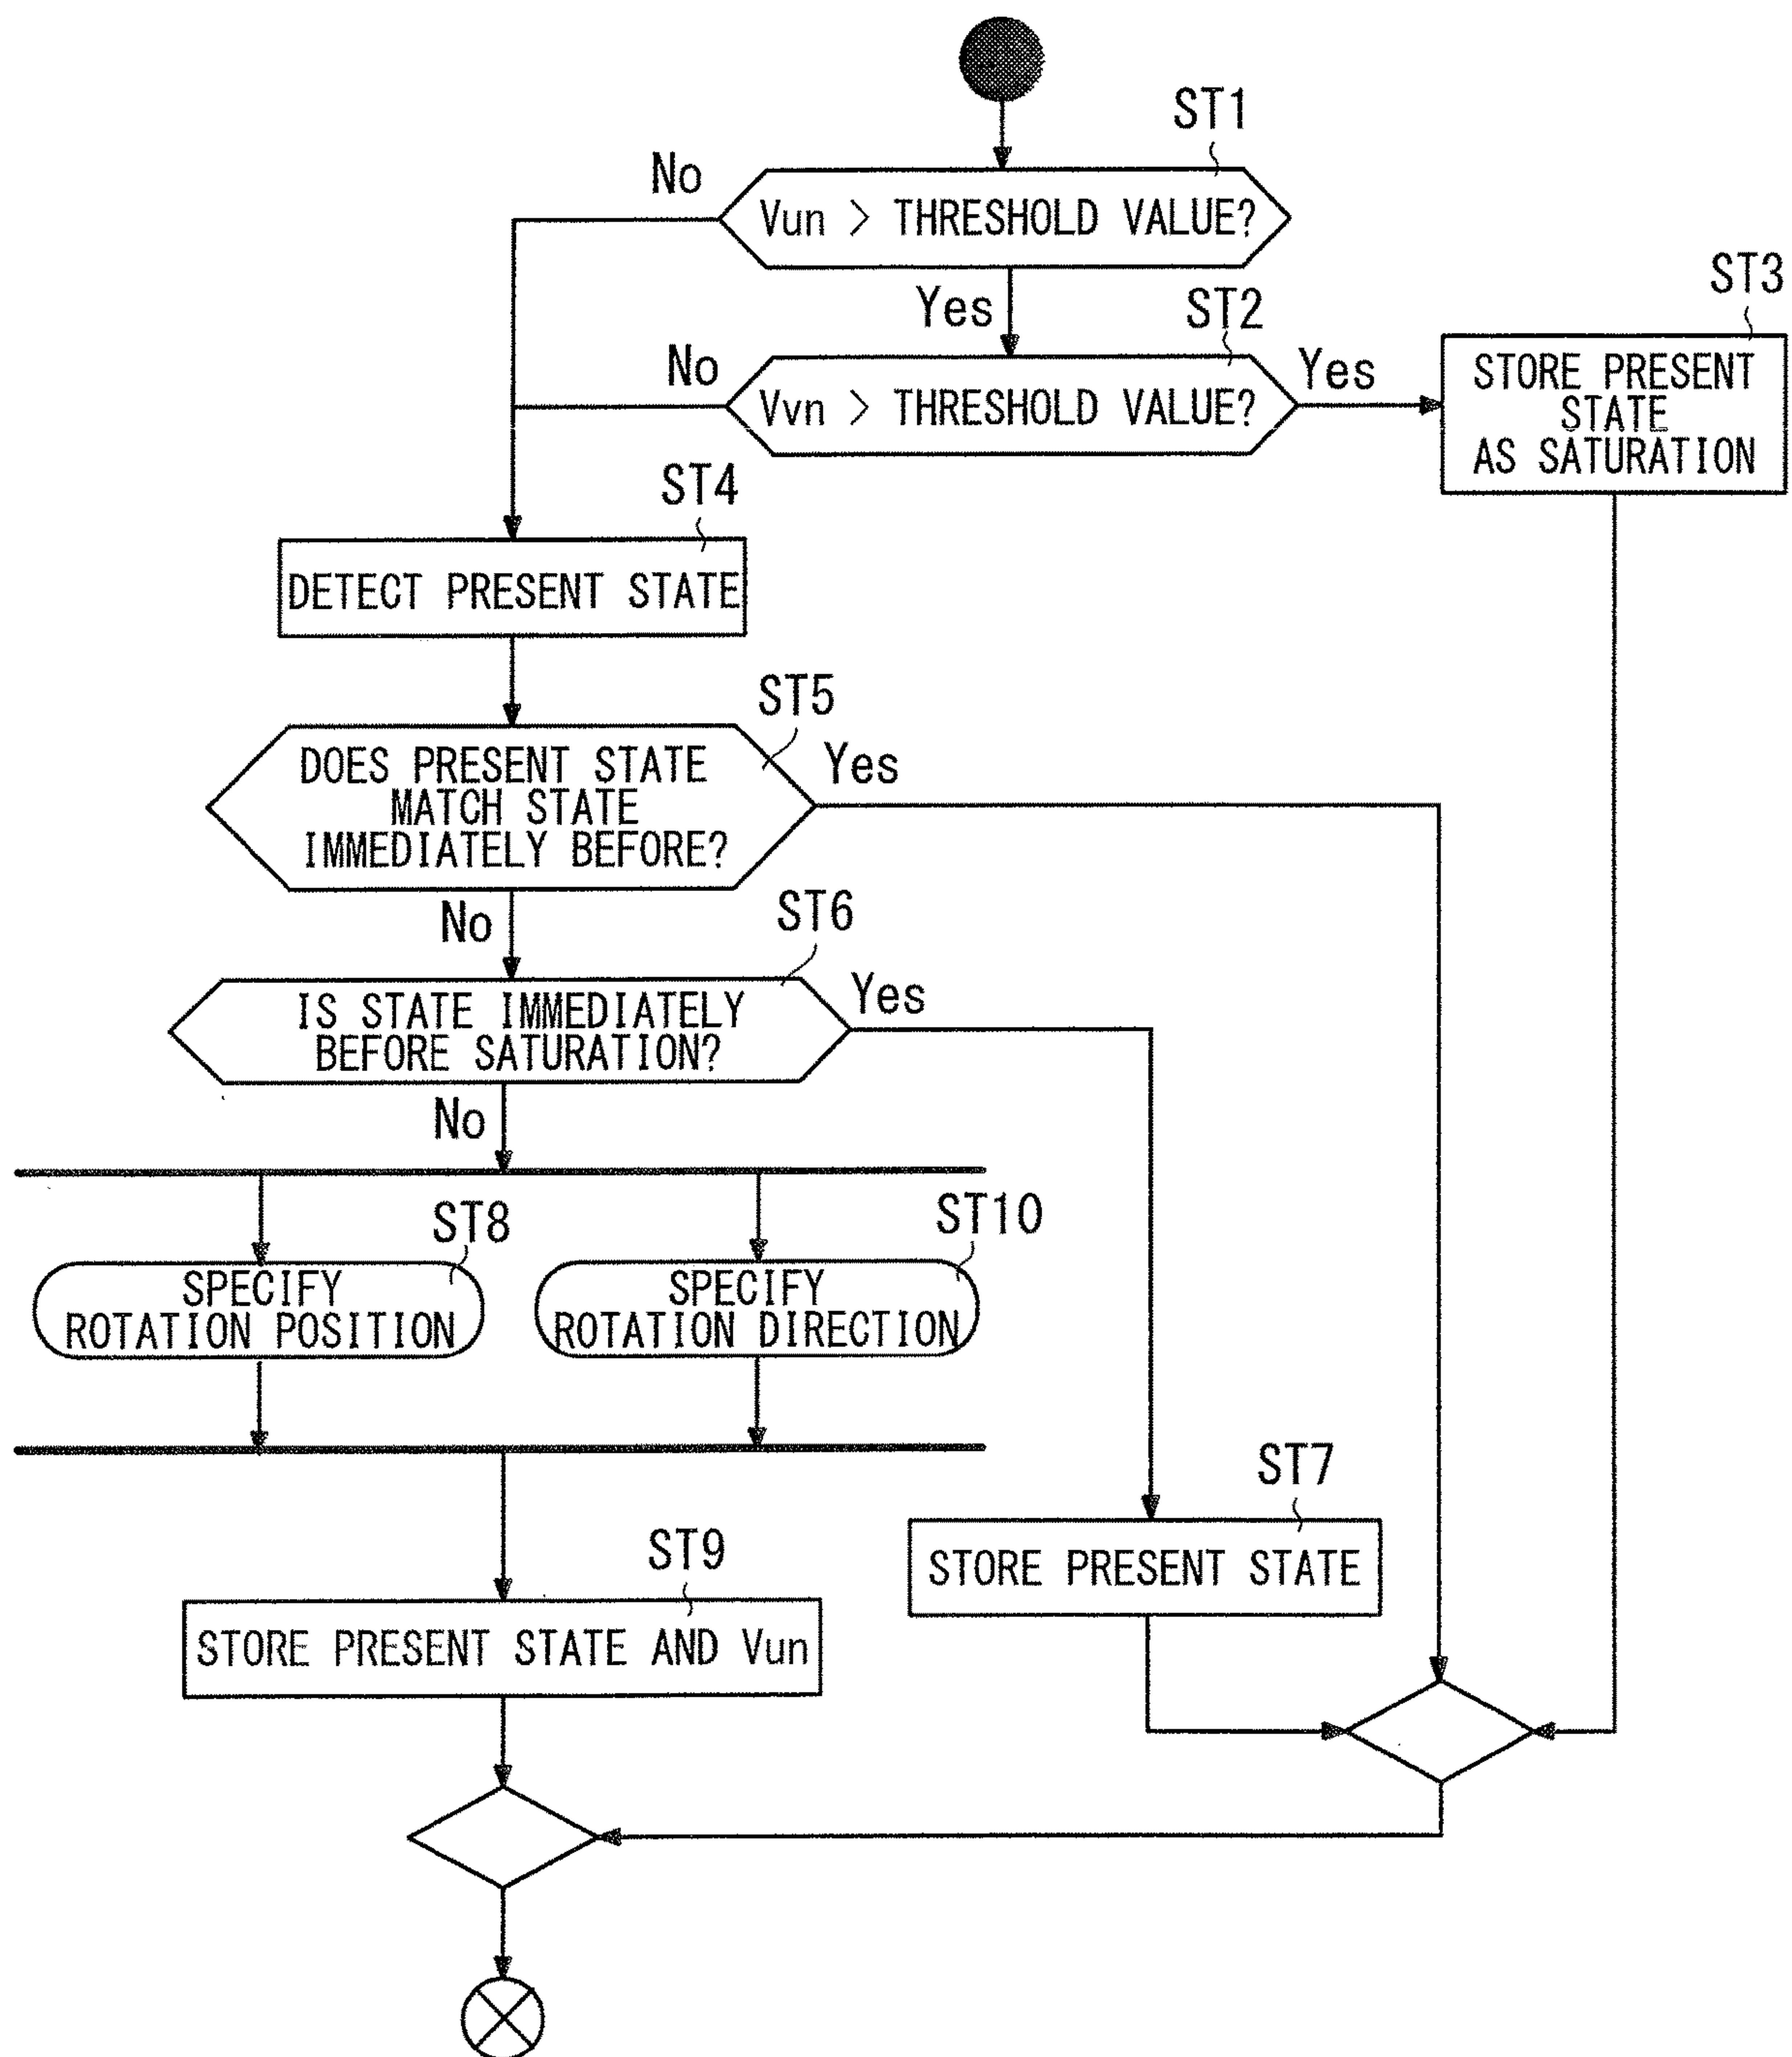 ST1
No
Vun > THRESHOLD VALUE?
Yes
ST2
ST3
No
Vvn > THRESHOLD VALUE?
Yes
STORE PRESENT
STATE
AS SATURATION
ST4
DETECT PRESENT STATE
ST5
DOES PRESENT STATE
MATCH STATE
IMMEDIATELY BEFORE?
Yes
No
ST6
IS STATE IMMEDIATELY
BEFORE SATURATION?
Yes
No
ST8
SPECIFY
ROTATION POSITION
ST10
SPECIFY
ROTATION DIRECTION
ST7
STORE PRESENT STATE
ST9
STORE PRESENT STATE AND Vun